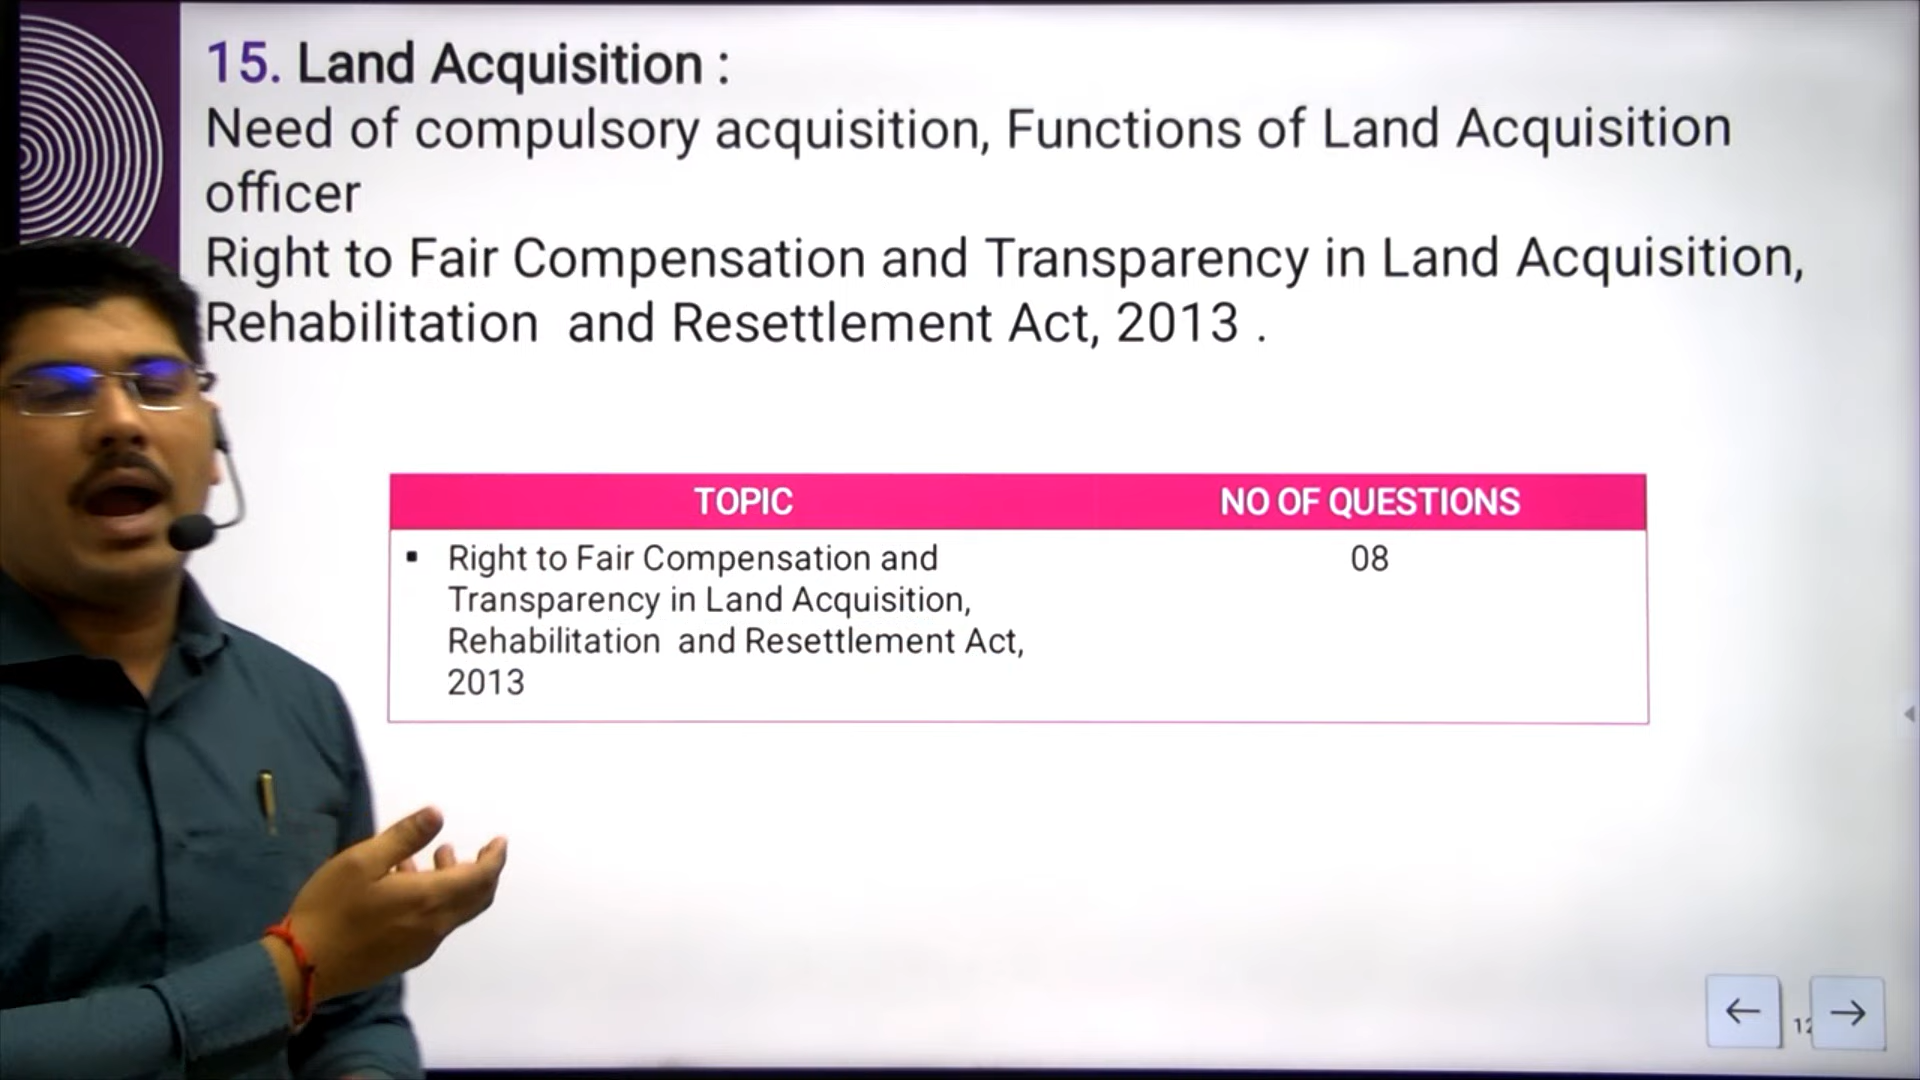 15. Land Acquisition :
Need of compulsory acquisition, Functions of Land Acquisition
officer
Right to Fair Compensation and Transparency in Land Acquisition,
Rehabilitation and Resettlement Act, 2013 .
TOPIC NO OF QUESTIONS
▪ Right to Fair Compensation and 08
Transparency in Land Acquisition,
Rehabilitation and Resettlement Act,
2013